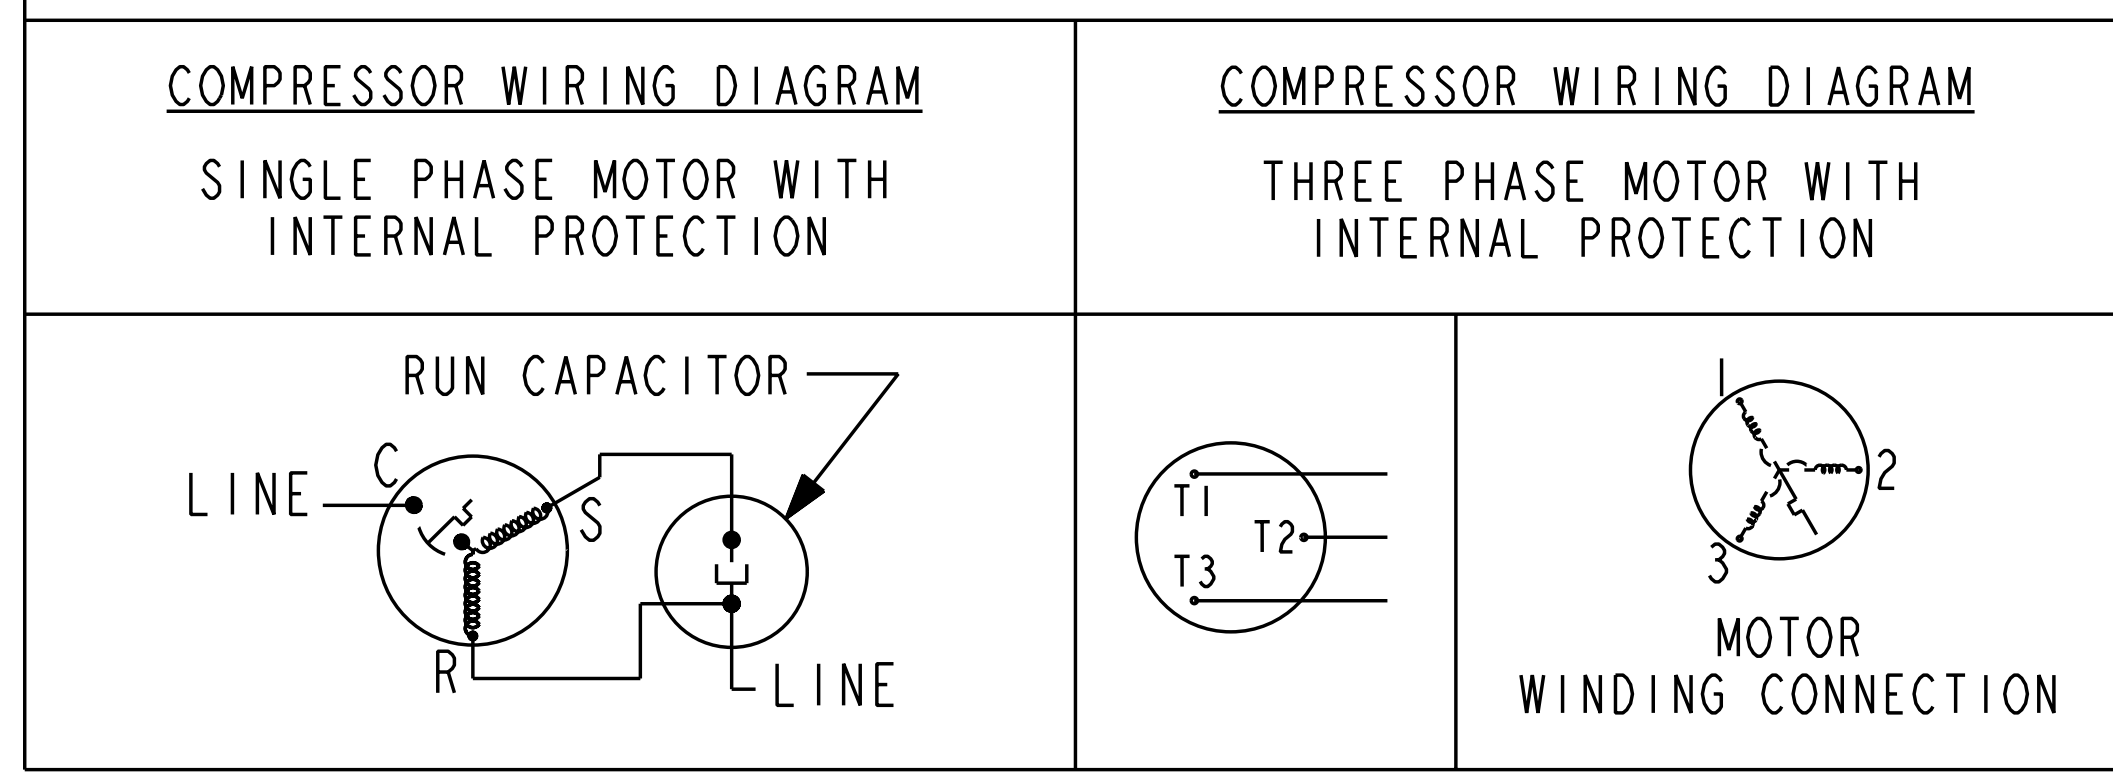 COMPRESSOR WIRING DIAGRAM
SINGLE PHASE MOTOR WITH
INTERNAL PROTECTION
COMPRESSOR WIRING DIAGRAM
THREE PHASE MOTOR WITH
INTERNAL PROTECTION
RUN CAPACITOR
C
LINE
S
R
LINE
T1
T2
T3
1
2
3
MOTOR
WINDING CONNECTION